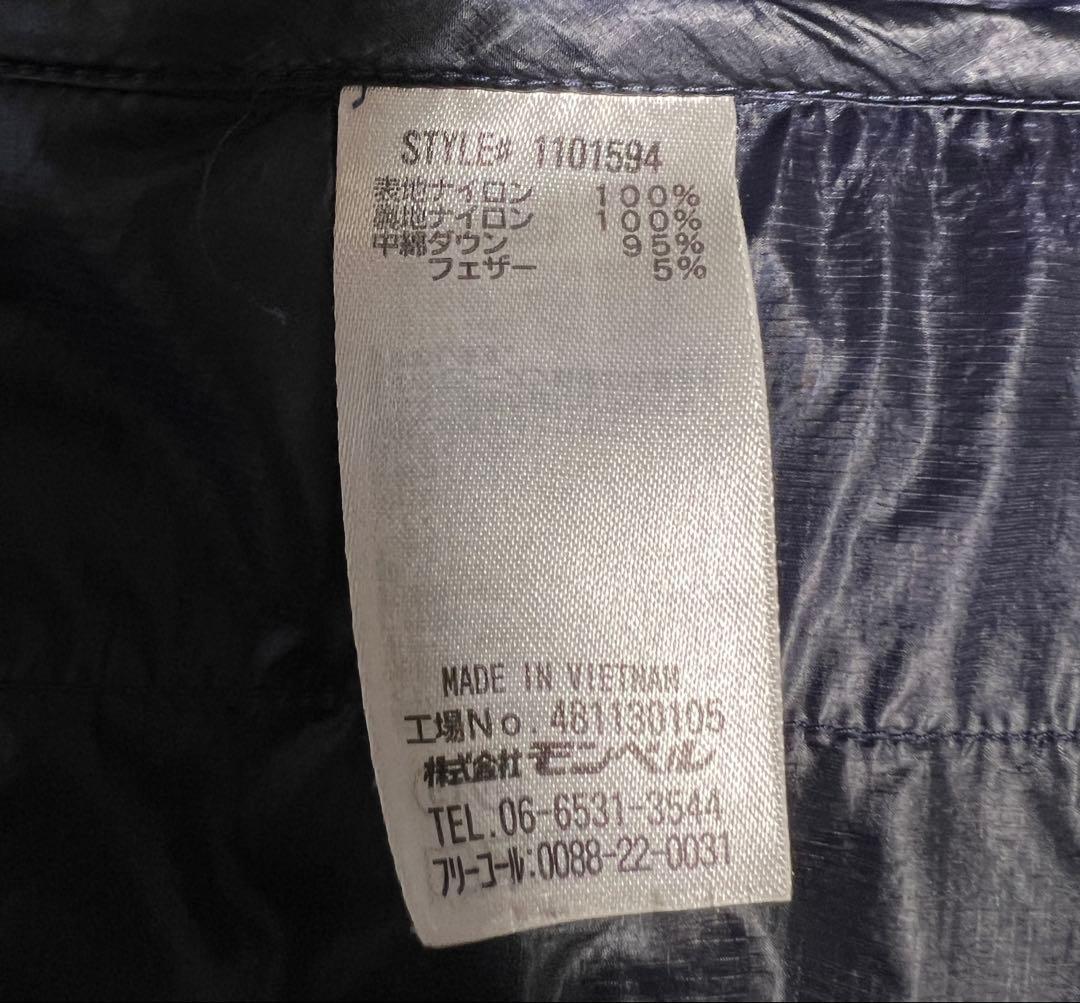 STYLE# 1101594
表地ナイロン 100%
裏地ナイロン 100%
中綿ダウン 95%
フェザー 5%
MADE IN VIETNAM
工場No. 481130105
株式会社モンベル
TEL.06-6531-3544
フリーコール:0088-22-0031